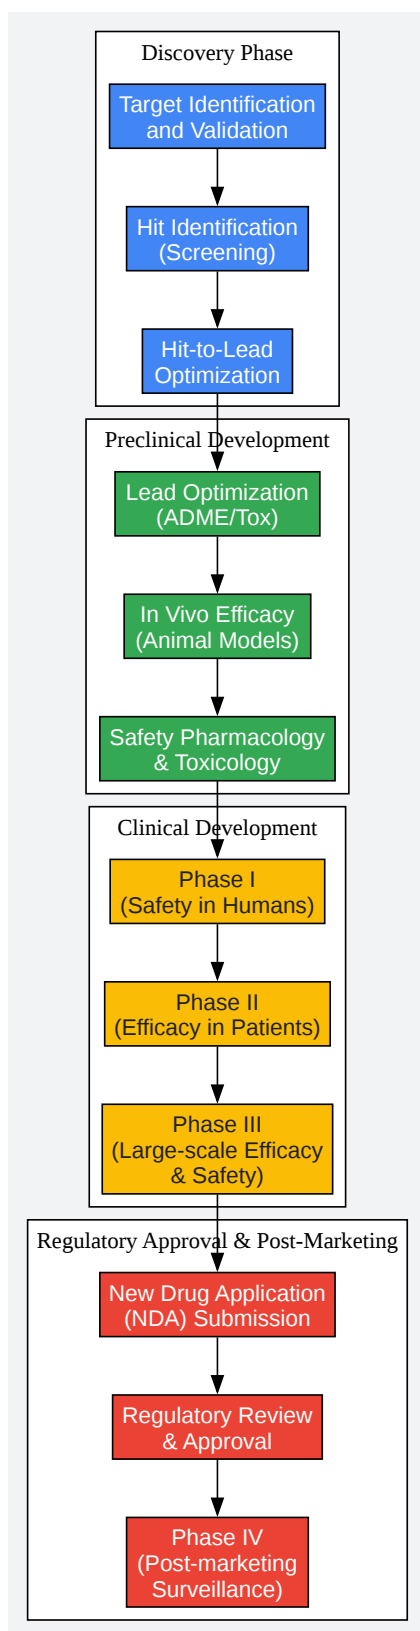 Discovery Phase
Target Identification
and Validation
Hit Identification
(Screening)
Hit-to-Lead
Optimization
Preclinical Development
Lead Optimization
(ADME/Tox)
In Vivo Efficacy
(Animal Models)
Safety Pharmacology
& Toxicology
Clinical Development
Phase I
(Safety in Humans)
Phase II
(Efficacy in Patients)
Phase III
(Large-scale Efficacy
& Safety)
Regulatory Approval & Post-Marketing
New Drug Application
(NDA) Submission
Regulatory Review
& Approval
Phase IV
(Post-marketing
Surveillance)